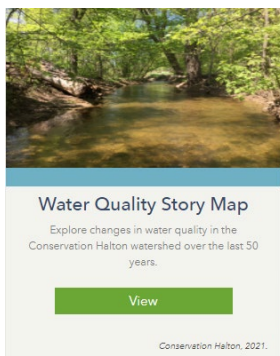 Water Quality Story Map
Explore changes in water quality in the
Conservation Halton watershed over the last 50
years.
View
Conservation Halton, 2021.